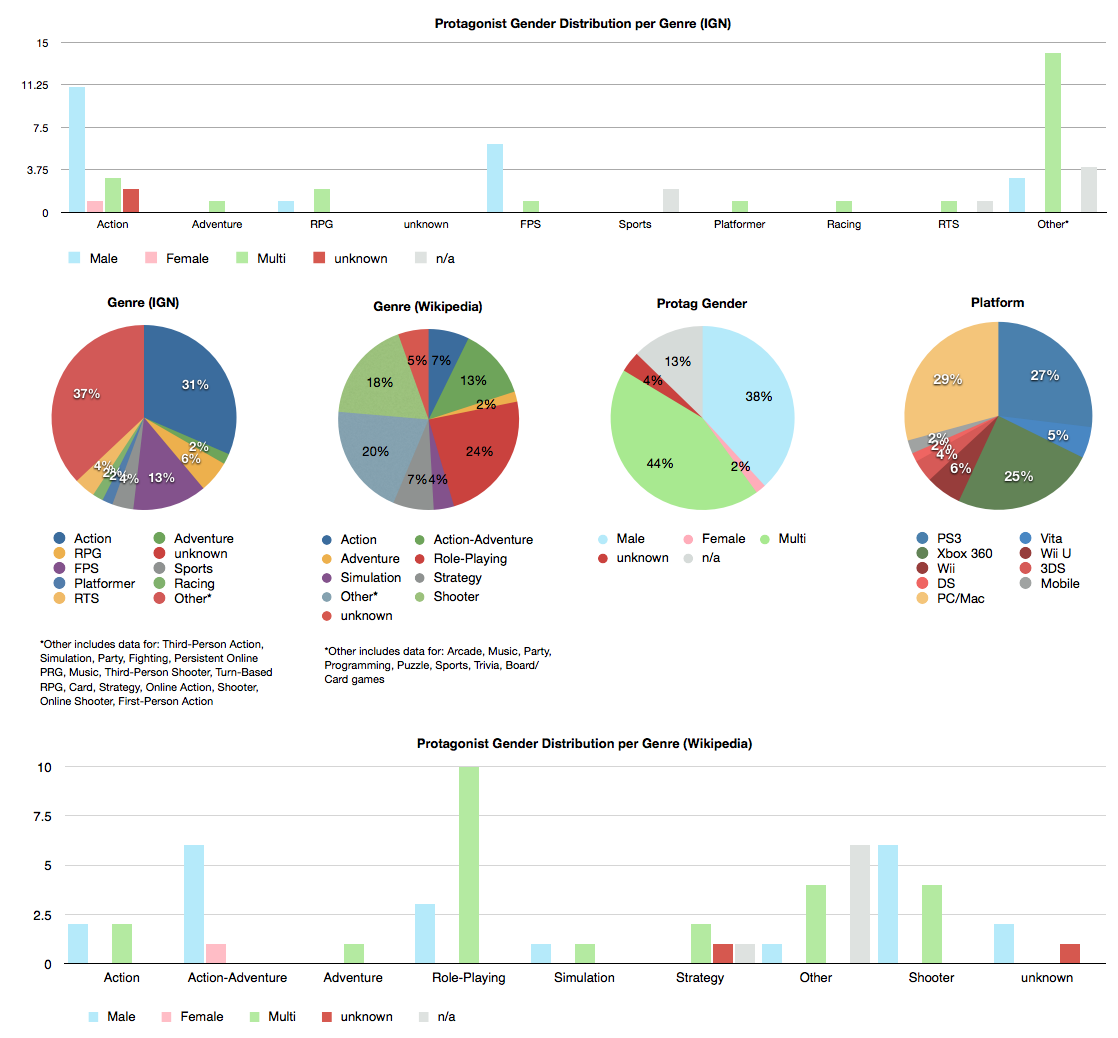 Protagonist Gender Distribution per Genre (IGN)
15
11.25
7.5
3.75
0
Action Adventure RPG unknown FPS Sports Platformer Racing RTS Other*
Male Female Multi unknown n/a
Genre (IGN)
31%
2%
6%
13%
4%
2%
2%
4%
37%
Action Adventure
RPG unknown
FPS Sports
Platformer Racing
RTS Other*
*Other includes data for: Third-Person Action,
Simulation, Party, Fighting, Persistent Online
PRG, Music, Third-Person Shooter, Turn-Based
RPG, Card, Strategy, Online Action, Shooter,
Online Shooter, First-Person Action
Genre (Wikipedia)
7%
13%
2%
24%
4%
7%
20%
18%
5%
Action Action-Adventure
Adventure Role-Playing
Simulation Strategy
Other* Shooter
unknown
*Other includes data for: Arcade, Music, Party,
Programming, Puzzle, Sports, Trivia, Board/
Card games
Protag Gender
38%
2%
44%
4%
13%
Male Female Multi
unknown n/a
Platform
27%
5%
25%
6%
4%
2%
2%
29%
PS3 Vita
Xbox 360 Wii U
Wii 3DS
DS Mobile
PC/Mac
Protagonist Gender Distribution per Genre (Wikipedia)
10
7.5
5
2.5
0
Action Action-Adventure Adventure Role-Playing Simulation Strategy Other Shooter unknown
Male Female Multi unknown n/a